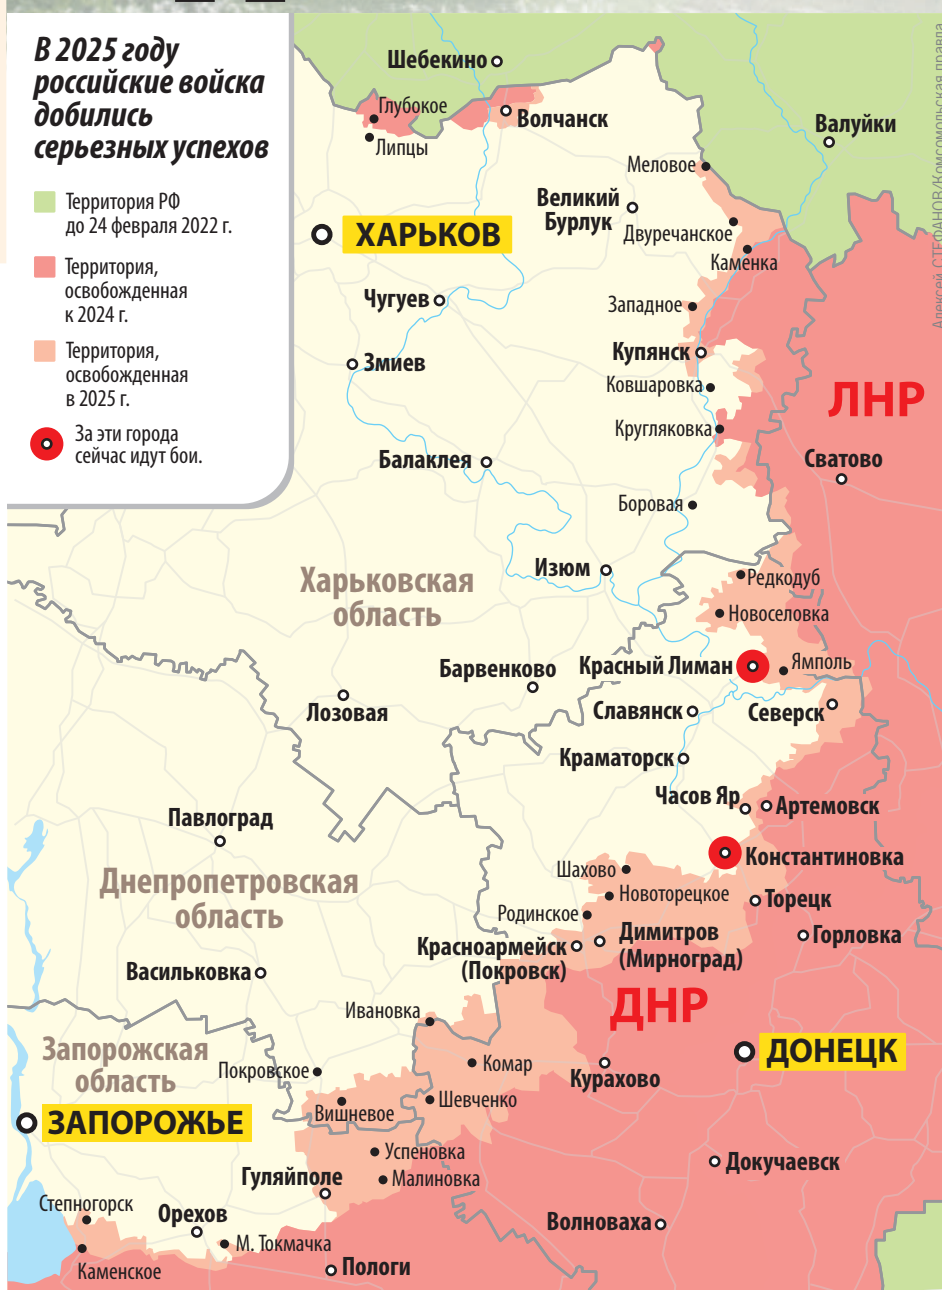 В 2025 году
российские войска
добились
серьезных успехов
Территория РФ
до 24 февраля 2022 г.
Территория,
освобожденная
к 2024 г.
Территория,
освобожденная
в 2025 г.
За эти города
сейчас идут бои.
Шебекино
Глубокое
Волчанск
Липцы
Валуйки
Алексей СТЕФАНОВ/Комсомольская правда
Меловое
Великий
Бурлук
Двуречанское
ХАРЬКОВ
Каменка
Чугуев
Западное
Купянск
Змиев
Ковшаровка
ЛНР
Кругляковка
Балаклея
Сватово
Боровая
Изюм
Харьковская
область
Редкодуб
Новоселовка
Барвенково
Красный Лиман
Ямполь
Лозовая
Славянск
Северск
Краматорск
Часов Яр
Артемовск
Павлоград
Константиновка
Днепропетровская
область
Шахово
Новоторецкое
Торецк
Родинское
Красноармейск
(Покровск)
Димитров
(Мирноград)
Горловка
Васильковка
ДНР
Ивановка
Запорожская
область
Покровское
Комар
Курахово
ДОНЕЦК
Вишневое
Шевченко
ЗАПОРОЖЬЕ
Успеновка
Докучаевск
Гуляйполе
Малиновка
Степногорск
Орехов
Волноваха
М. Токмачка
Каменское
Пологи